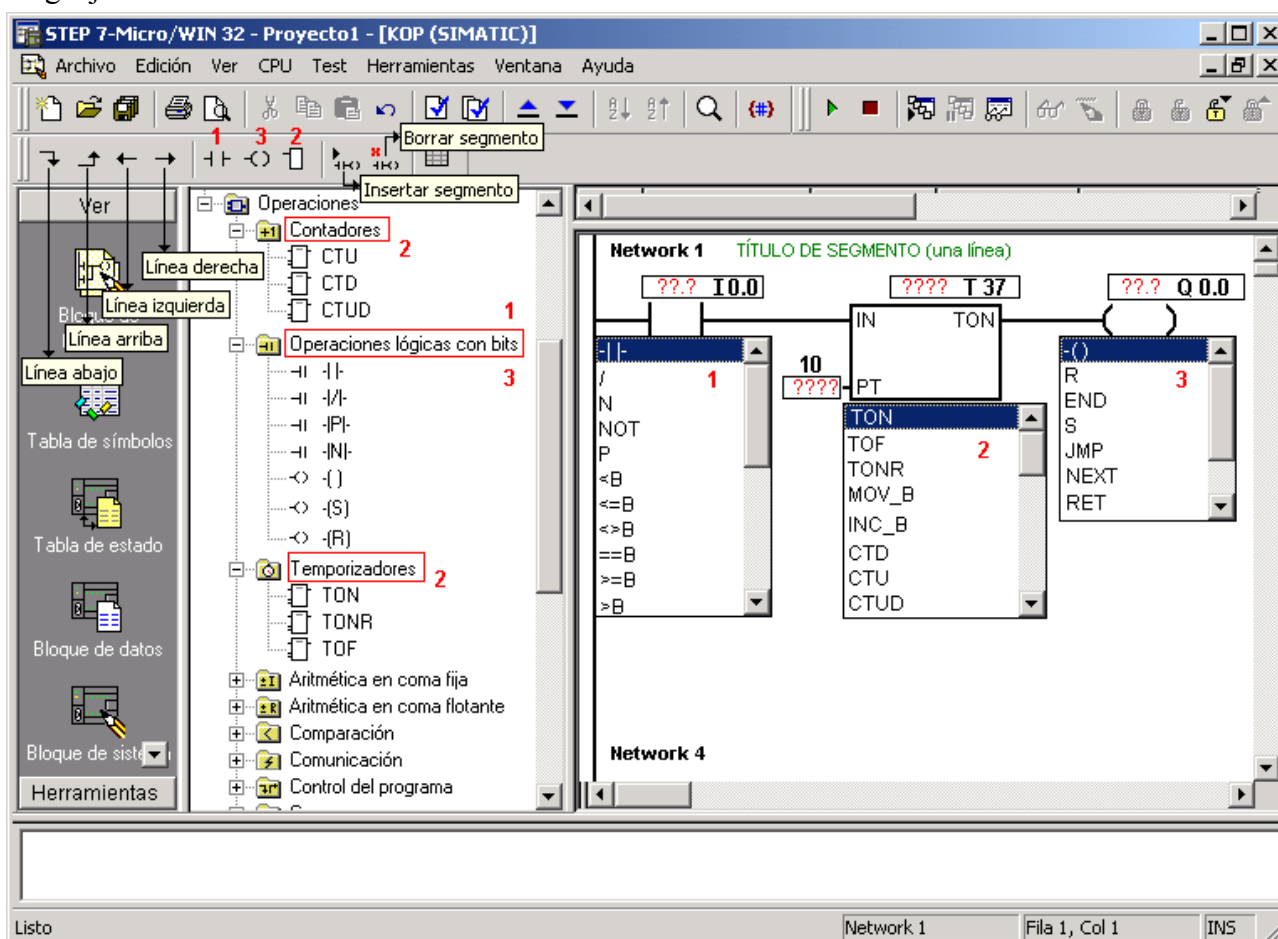 STEP 7-Micro/WIN 32 - Proyecto1 - [KOP (SIMATIC)]
Archivo Edición Ver CPU Test Herramientas Ventana Ayuda
1 3 2
Borrar segmento
Insertar segmento
Ver
Línea derecha
Línea izquierda
Línea arriba
Línea abajo
Tabla de símbolos
Tabla de estado
Bloque de datos
Herramientas
Operaciones
Contadores
2
CTU
CTD
CTUD
1
Operaciones lógicas con bits
3
-| |-
-|/|-
-|P|-
-|N|-
-( )
-(S)
-(R)
Temporizadores
2
TON
TONR
TOF
Aritmética en coma fija
Aritmética en coma flotante
Comparación
Comunicación
Control del programa
Network 1 TÍTULO DE SEGMENTO (una línea)
??.? I0.0
???? T 37
??.? Q 0.0
IN TON
10
???? PT
-| |-
/
N
NOT
P
<B
<=B
<>B
==B
>=B
>B
1
TON
TOF
TONR
MOV_B
INC_B
CTD
CTU
CTUD
2
-()
R
END
S
JMP
NEXT
RET
3
Network 4
Listo
Network 1
Fila 1, Col 1
INS